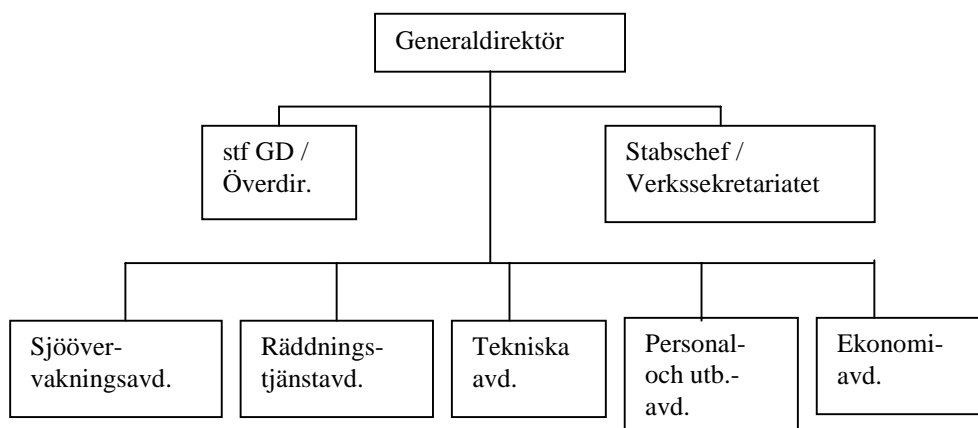 Generaldirektör
stf GD /
Överdir.
Stabschef /
Verkssekretariatet
Sjööver-
vakningsavd.
Räddnings-
tjänstavd.
Tekniska
avd.
Personal-
och utb.-
avd.
Ekonomi-
avd.